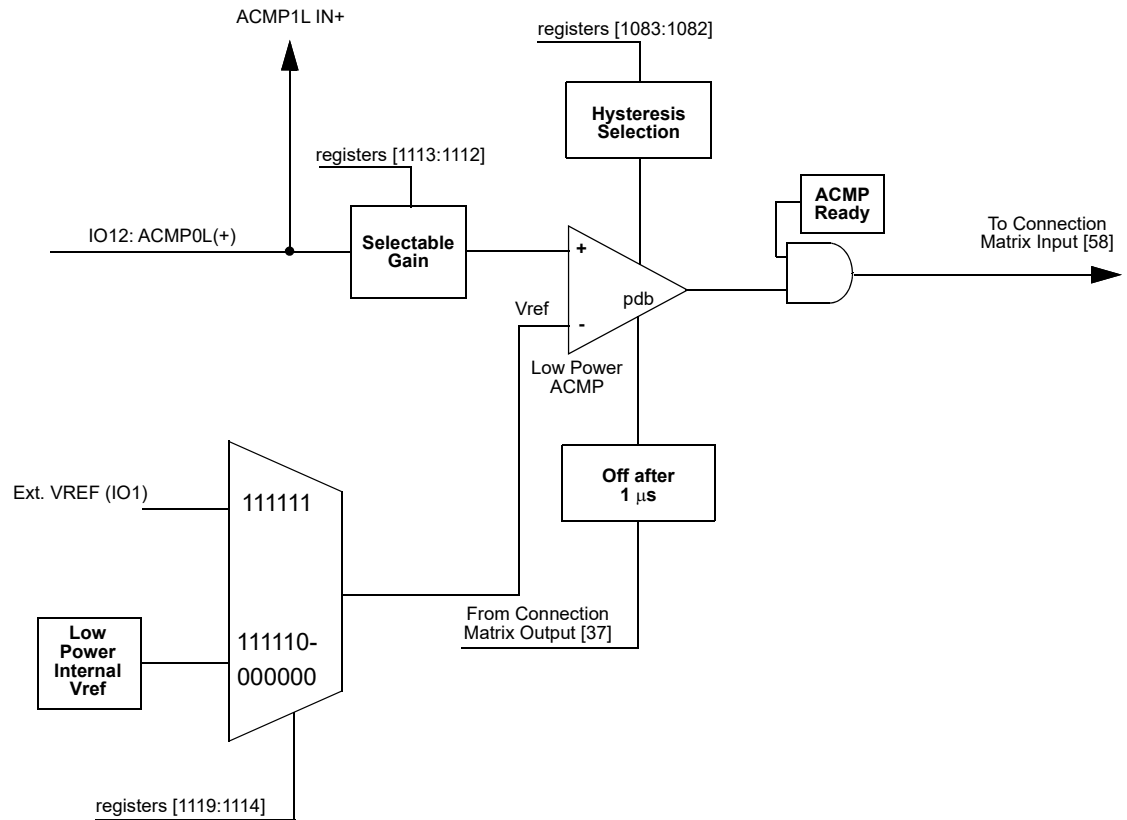 ACMP1L IN+
registers [1083:1082]
Hysteresis
Selection
registers [1113:1112]
ACMP
Ready
IO12: ACMP0L(+)
Selectable
Gain
+
To Connection
Matrix Input [58]
pdb
Vref
-
Low Power
ACMP
Off after
1 μs
Ext. VREF (IO1)
111111
From Connection
Matrix Output [37]
Low
Power
Internal
Vref
111110-
000000
registers [1119:1114]